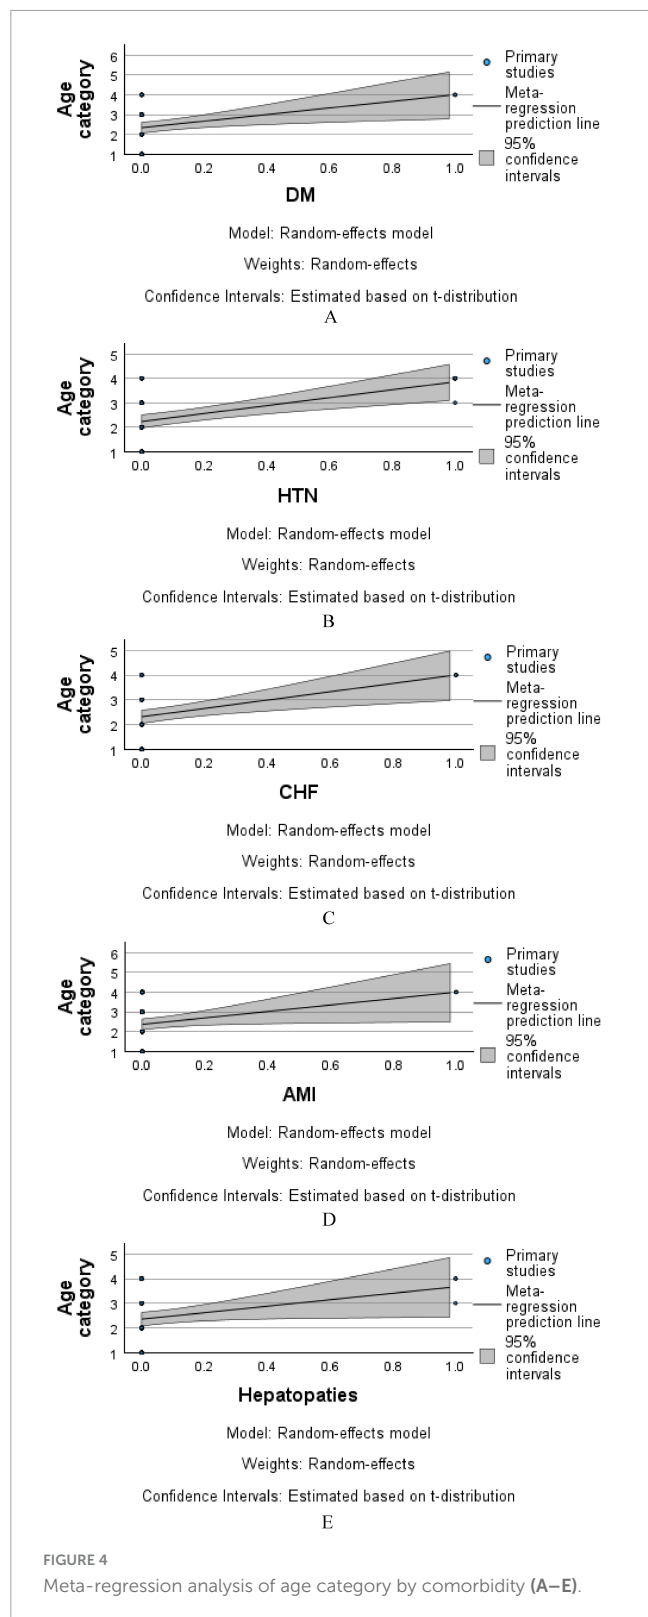 6
5
4
3
2
1
Age
category
0.0 0.2 0.4 0.6 0.8 1.0
DM
Primary
studies
Meta-
regression
prediction line
95%
confidence
intervals
Model: Random-effects model
Weights: Random-effects
Confidence Intervals: Estimated based on t-distribution
A
5
4
3
2
1
Age
category
0.0 0.2 0.4 0.6 0.8 1.0
HTN
Primary
studies
Meta-
regression
prediction line
95%
confidence
intervals
Model: Random-effects model
Weights: Random-effects
Confidence Intervals: Estimated based on t-distribution
B
5
4
3
2
1
Age
category
0.0 0.2 0.4 0.6 0.8 1.0
CHF
Primary
studies
Meta-
regression
prediction line
95%
confidence
intervals
Model: Random-effects model
Weights: Random-effects
Confidence Intervals: Estimated based on t-distribution
C
6
5
4
3
2
1
Age
category
0.0 0.2 0.4 0.6 0.8 1.0
AMI
Primary
studies
Meta-
regression
prediction line
95%
confidence
intervals
Model: Random-effects model
Weights: Random-effects
Confidence Intervals: Estimated based on t-distribution
D
5
4
3
2
1
Age
category
0.0 0.2 0.4 0.6 0.8 1.0
Hepatopaties
Primary
studies
Meta-
regression
prediction line
95%
confidence
intervals
Model: Random-effects model
Weights: Random-effects
Confidence Intervals: Estimated based on t-distribution
E
FIGURE 4
Meta-regression analysis of age category by comorbidity (A–E).